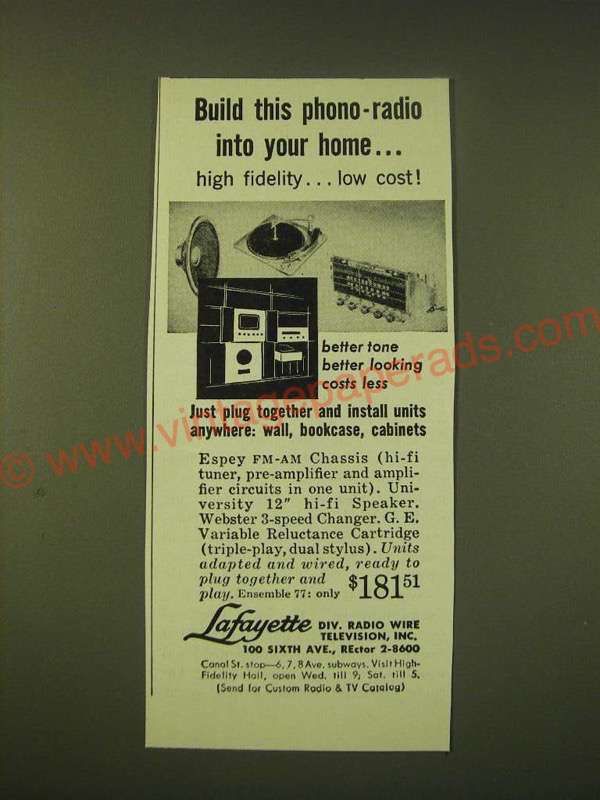 Build this phono-radio
into your home...
high fidelity... low cost!
better tone
better looking
costs less
Just plug together and install units
anywhere: wall, bookcase, cabinets
Espey FM-AM Chassis (hi-fi
tuner, pre-amplifier and ampli-
fier circuits in one unit). Uni-
versity 12" hi-fi Speaker.
Webster 3-speed Changer. G. E.
Variable Reluctance Cartridge
(triple-play, dual stylus). Units
adapted and wired, ready to
plug together and
play. Ensemble 77: only $181.51
Lafayette DIV. RADIO WIRE
TELEVISION, INC.
100 SIXTH AVE., REctor 2-8600
Canal St. stop—6, 7, 8 Ave. subways. Visit High-
Fidelity Hall, open Wed. till 9; Sat. till 5.
(Send for Custom Radio & TV Catalog)
© www.vintagepaperads.com